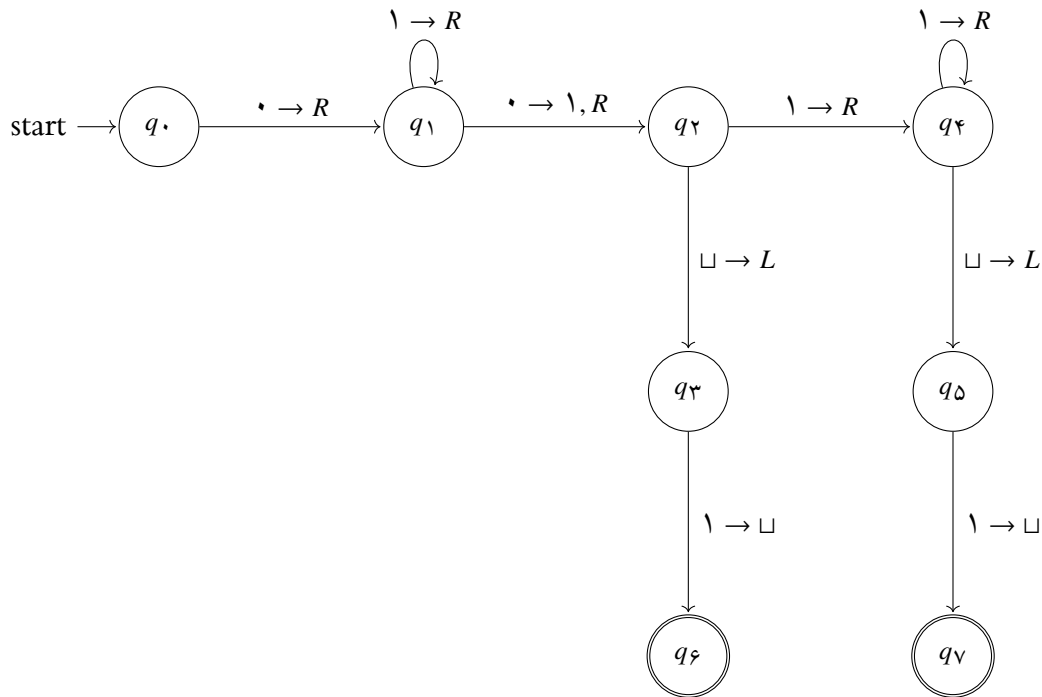 ۱ → R
۱ → R
start
q۰
۰ → R
q۱
۰ → ۱, R
q۲
۱ → R
q۴
⊔ → L
⊔ → L
q۳
q۵
۱ → ⊔
۱ → ⊔
q۶
q۷